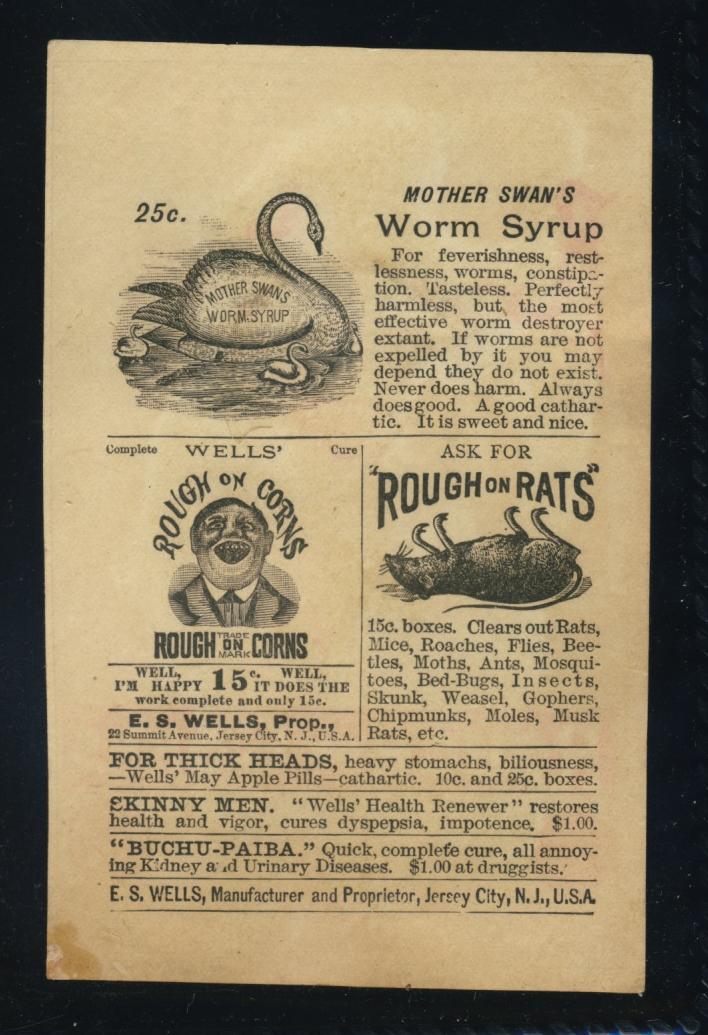 25c.
MOTHER SWAN'S
WORM SYRUP
MOTHER SWAN'S
Worm Syrup
For feverishness, rest-
lessness, worms, constipa-
tion. Tasteless. Perfectly
harmless, but the most
effective worm destroyer
extant. If worms are not
expelled by it you may
depend they do not exist.
Never does harm. Always
does good. A good cathar-
tic. It is sweet and nice.
Complete WELLS' Cure
ROUGH ON CORNS
ROUGH TRADE ON MARK CORNS
WELL, 15c. WELL,
I'M HAPPY IT DOES THE
work complete and only 15c.
E. S. WELLS, Prop.,
22 Summit Avenue, Jersey City, N. J., U.S.A.
ASK FOR
"ROUGH ON RATS"
15c. boxes. Clears out Rats,
Mice, Roaches, Flies, Bee-
tles, Moths, Ants, Mosqui-
toes, Bed-Bugs, Insects,
Skunk, Weasel, Gophers,
Chipmunks, Moles, Musk
Rats, etc.
FOR THICK HEADS, heavy stomachs, biliousness,
—Wells' May Apple Pills—cathartic. 10c. and 25c. boxes.
SKINNY MEN. "Wells' Health Renewer" restores
health and vigor, cures dyspepsia, impotence. $1.00.
"BUCHU-PAIBA." Quick, complete cure, all annoy-
ing Kidney and Urinary Diseases. $1.00 at druggists.
E. S. WELLS, Manufacturer and Proprietor, Jersey City, N. J., U.S.A.